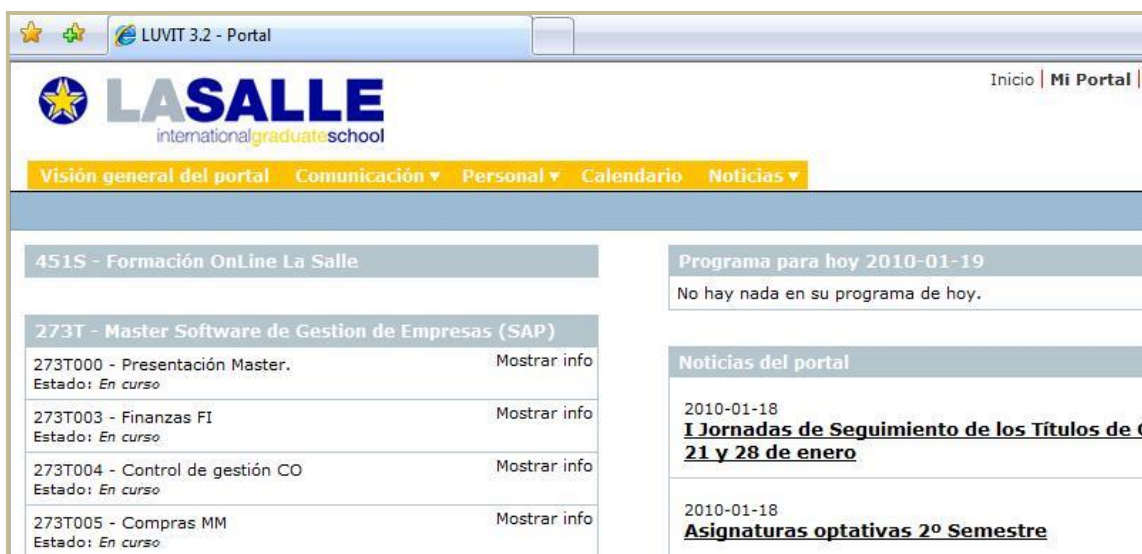 LUVIT 3.2 - Portal
LASALLE
internationalgraduateschool
Inicio | Mi Portal |
Visión general del portal Comunicación Personal Calendario Noticias
451S - Formación OnLine La Salle
273T - Master Software de Gestion de Empresas (SAP)
273T000 - Presentación Master. Mostrar info
Estado: En curso
273T003 - Finanzas FI Mostrar info
Estado: En curso
273T004 - Control de gestión CO Mostrar info
Estado: En curso
273T005 - Compras MM Mostrar info
Estado: En curso
Programa para hoy 2010-01-19
No hay nada en su programa de hoy.
Noticias del portal
2010-01-18
I Jornadas de Seguimiento de los Títulos de
21 y 28 de enero
2010-01-18
Asignaturas optativas 2º Semestre